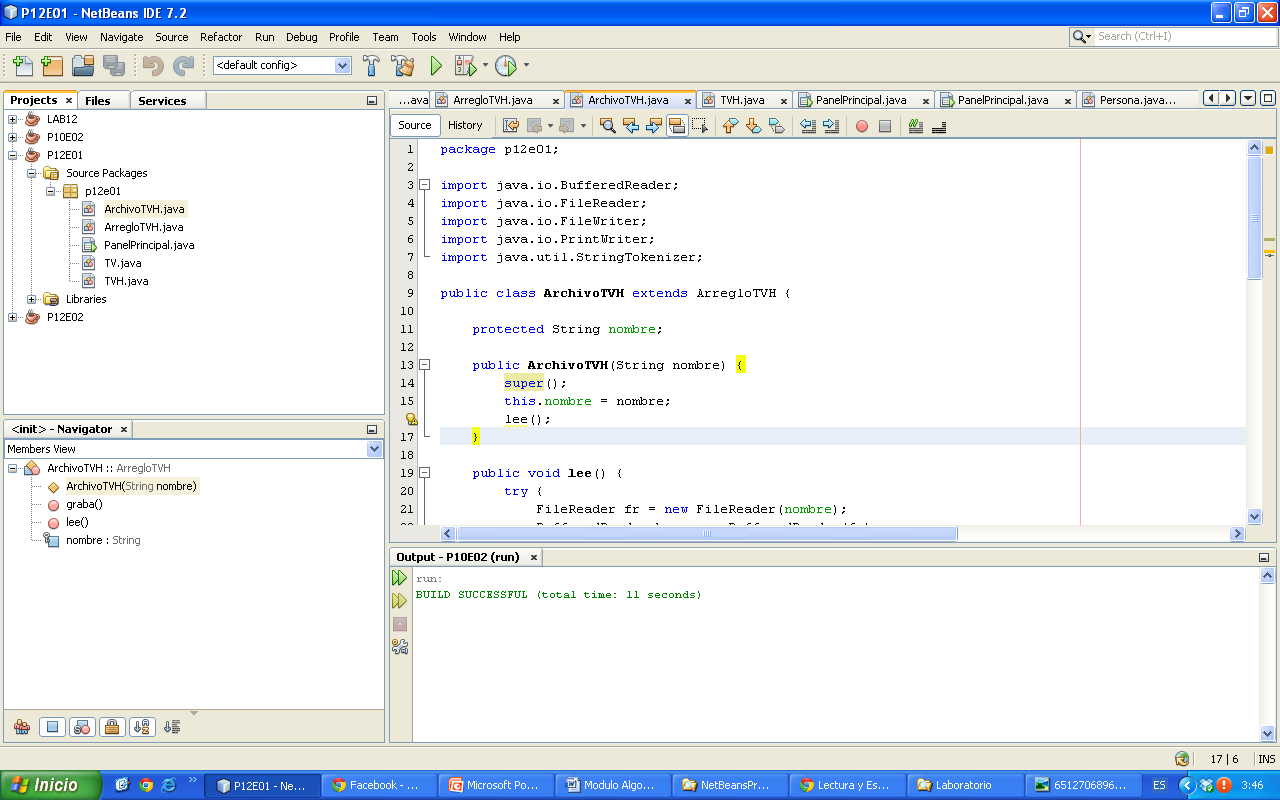 P12E01 - NetBeans IDE 7.2
File Edit View Navigate Source Refactor Run Debug Profile Team Tools Window Help
Search (Ctrl+I)
<default config>
Projects × Files Services
LAB12
P10E02
P12E01
Source Packages
p12e01
ArchivoTVH.java
ArregloTVH.java
PanelPrincipal.java
TV.java
TVH.java
Libraries
P12E02
<init> - Navigator ×
Members View
ArchivoTVH :: ArregloTVH
ArchivoTVH(String nombre)
graba()
lee()
nombre : String
...ava ArregloTVH.java × ArchivoTVH.java × TVH.java × PanelPrincipal.java × PanelPrincipal.java × Persona.java...
Source History
1 package p12e01;
2
3 import java.io.BufferedReader;
4 import java.io.FileReader;
5 import java.io.FileWriter;
6 import java.io.PrintWriter;
7 import java.util.StringTokenizer;
8
9 public class ArchivoTVH extends ArregloTVH {
10
11 protected String nombre;
12
13 public ArchivoTVH(String nombre) {
14 super();
15 this.nombre = nombre;
lee();
17 }
18
19 public void lee() {
20 try {
21 FileReader fr = new FileReader(nombre);
Output - P10E02 (run) ×
run:
BUILD SUCCESSFUL (total time: 11 seconds)
17 | 6 INS
Inicio
P12E01 - Ne...
Facebook - ...
Microsoft Po...
Modulo Algo...
NetBeansPr...
Lectura y Es...
Laboratorio
6512706896...
ES
3:46